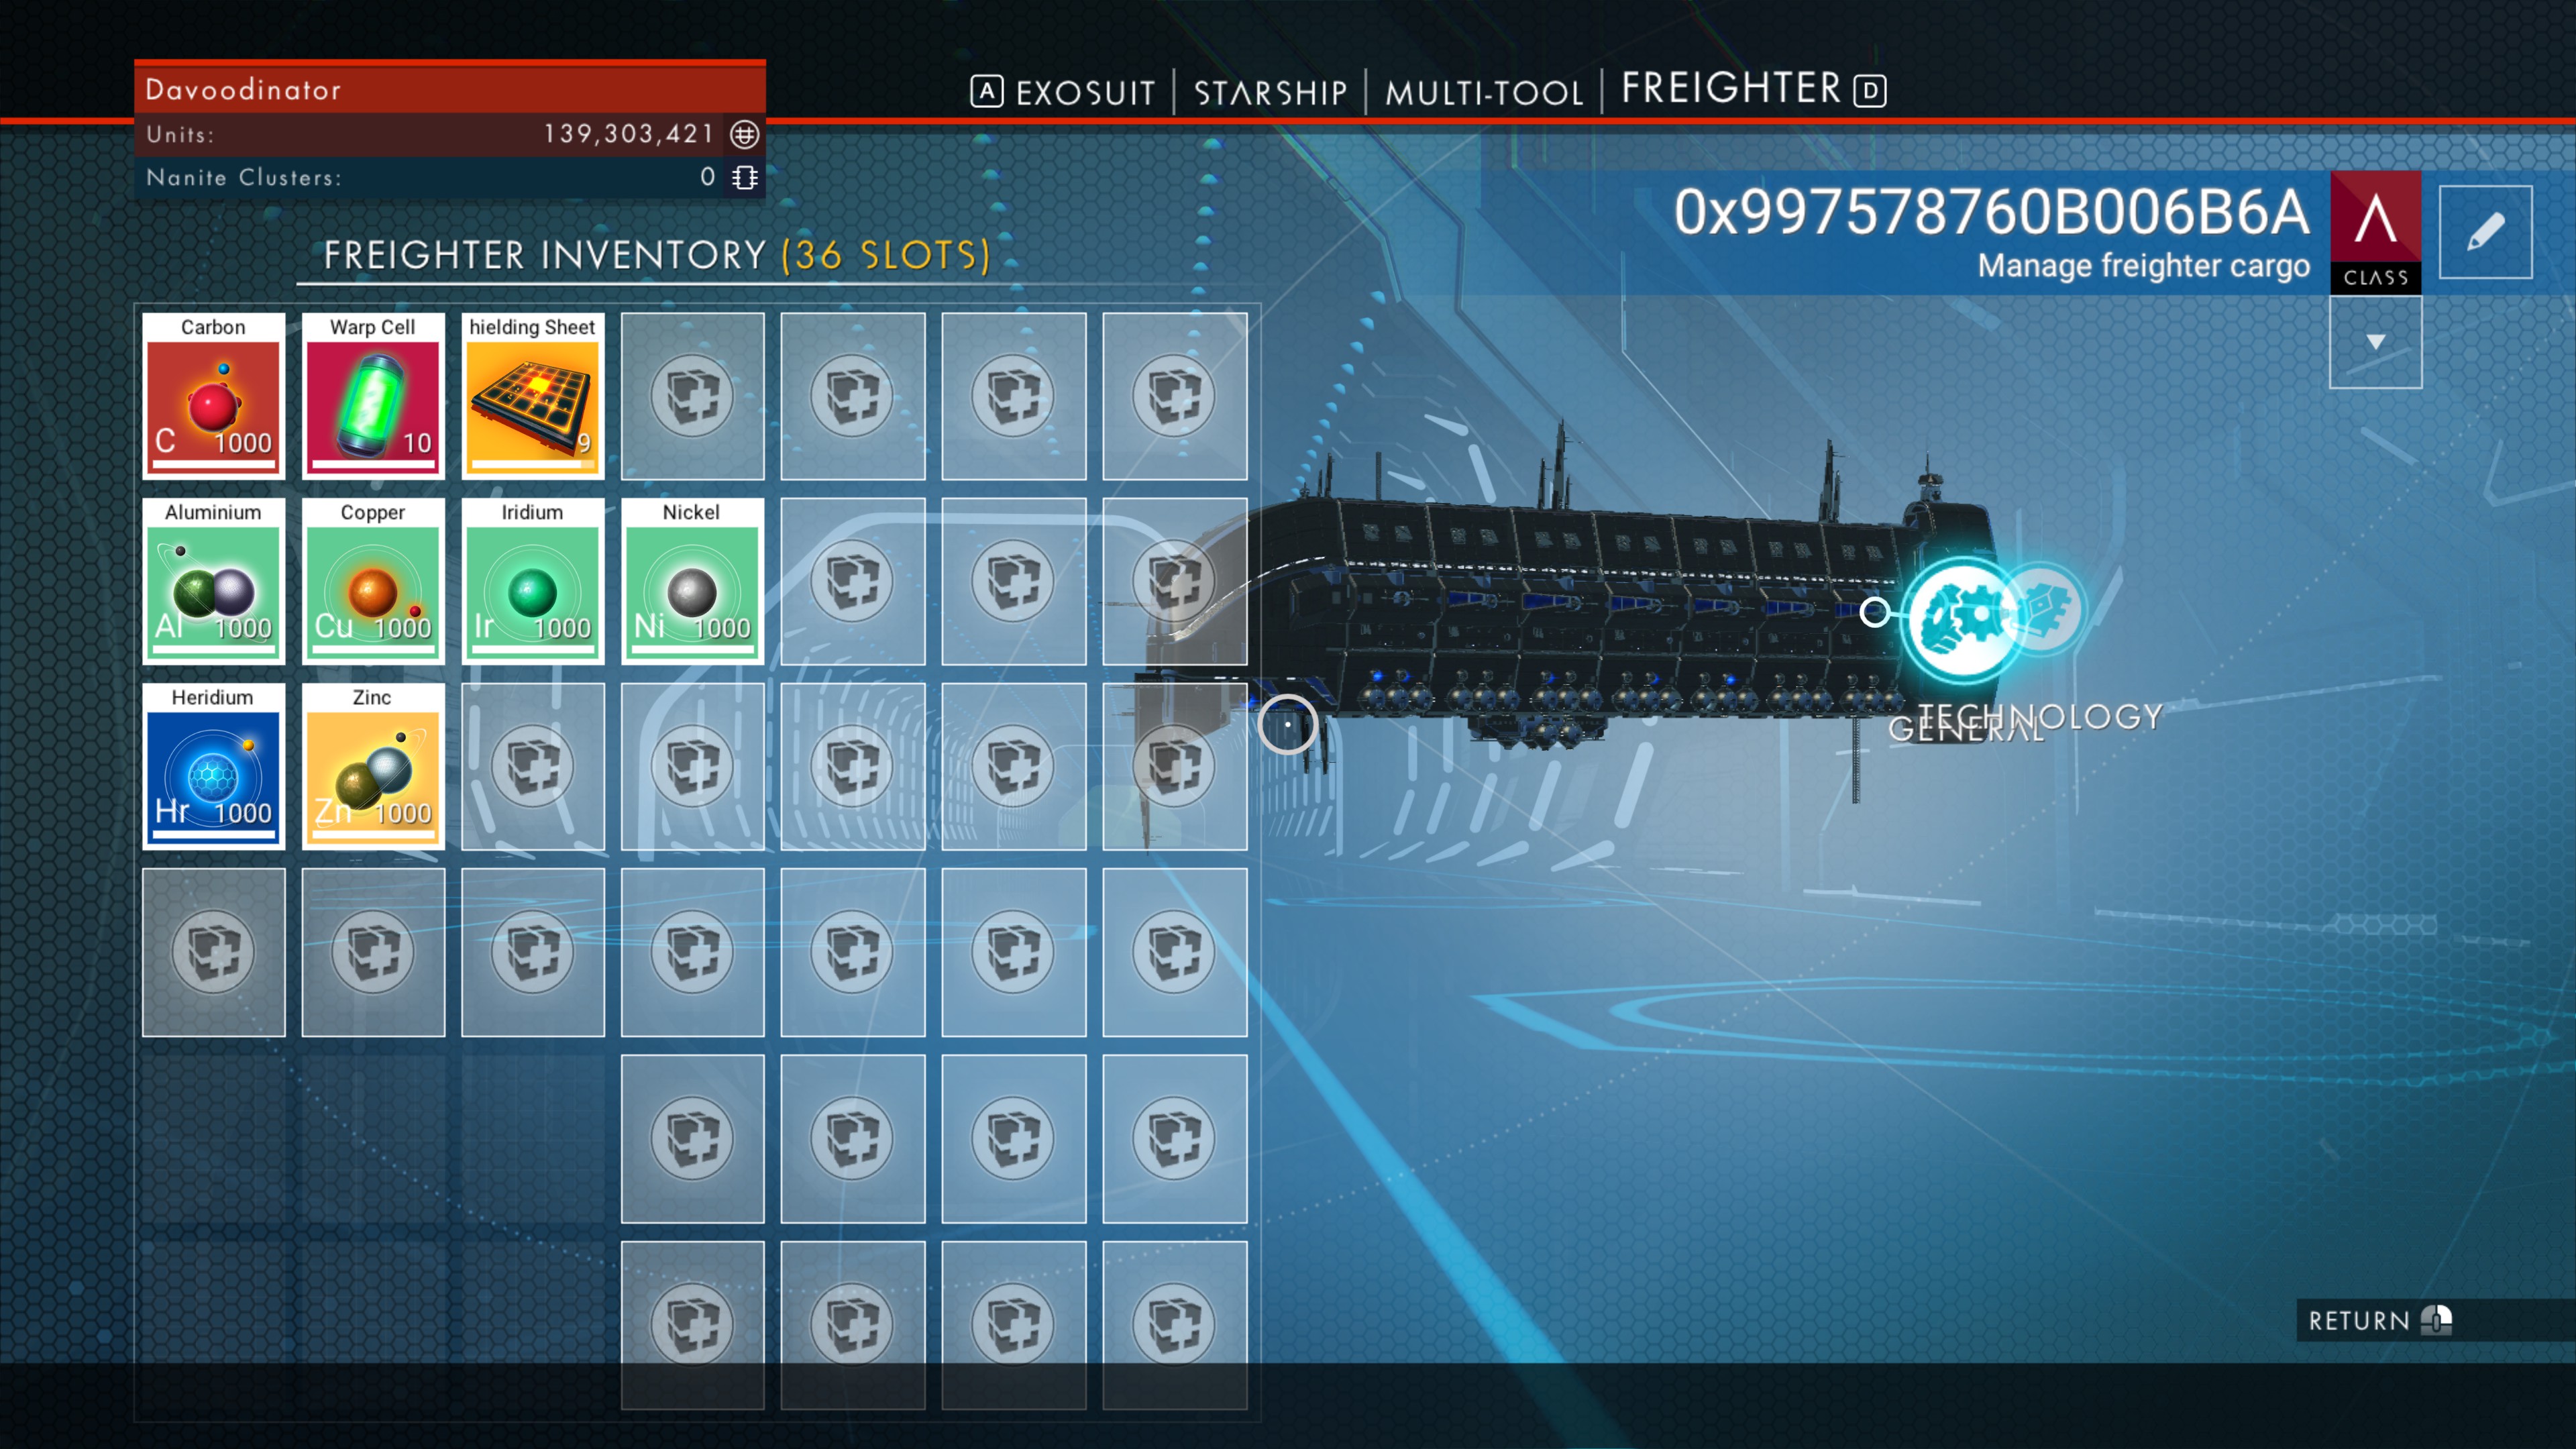 Davoodinator
Units: 139,303,421
Nanite Clusters: 0
A EXOSUIT STARSHIP MULTI-TOOL FREIGHTER D
0x997578760B006B6A
Manage freighter cargo
A
CLASS
FREIGHTER INVENTORY (36 SLOTS)
Carbon
C 1000
Warp Cell
10
hielding Sheet
9
Aluminium
Al 1000
Copper
Cu 1000
Iridium
Ir 1000
Nickel
Ni 1000
Heridium
Hr 1000
Zinc
Zn 1000
TECHNOLOGY
GENERAL
RETURN